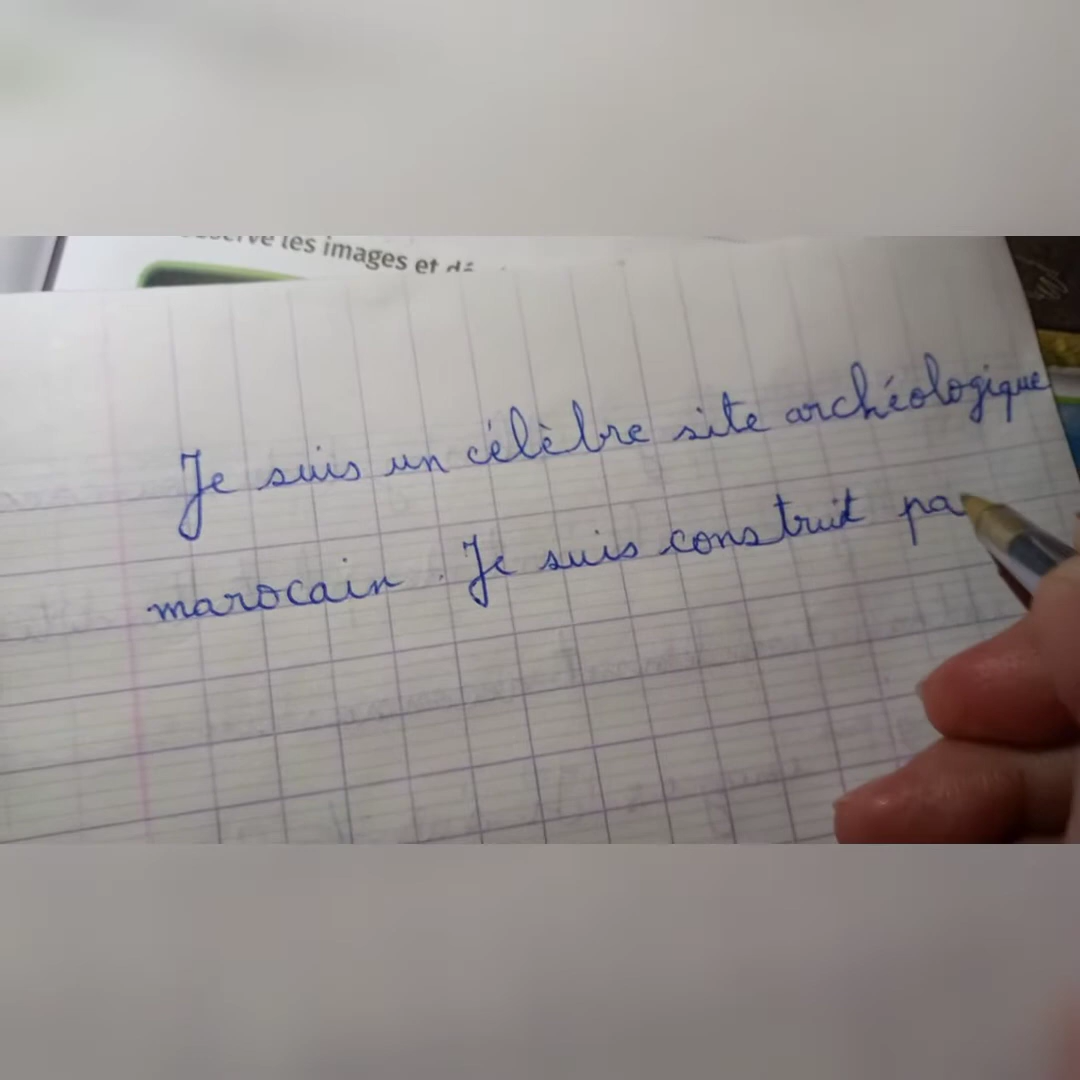 les images et
Je suis un célèbre site archéologique
marocain. Je suis construit pa